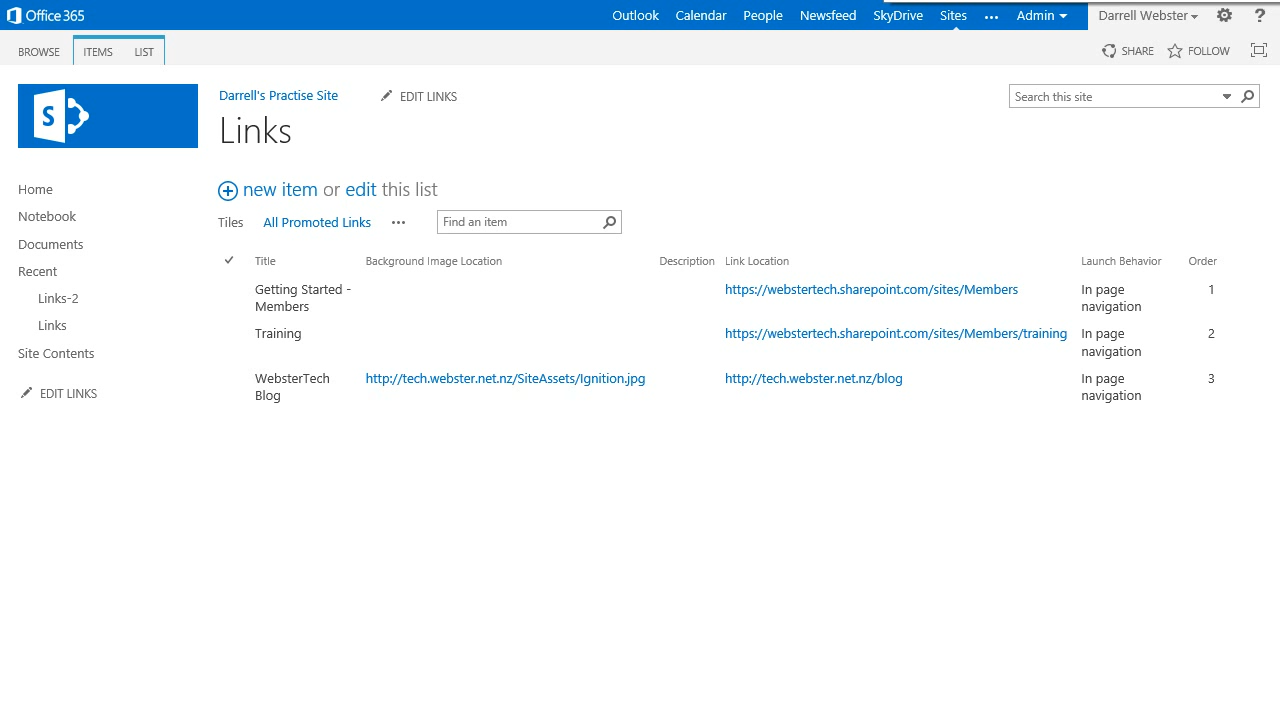 Office 365 Outlook Calendar People Newsfeed SkyDrive Sites ••• Admin Darrell Webster ?
BROWSE ITEMS LIST SHARE FOLLOW
S
Darrell's Practise Site EDIT LINKS Search this site
Links
Home
Notebook
Documents
Recent
Links-2
Links
Site Contents
EDIT LINKS
new item or edit this list
Tiles All Promoted Links ••• Find an item
Title Background Image Location Description Link Location Launch Behavior Order
Getting Started - https://webstertech.sharepoint.com/sites/Members In page 1
Members navigation
Training https://webstertech.sharepoint.com/sites/Members/training In page 2
navigation
WebsterTech http://tech.webster.net.nz/SiteAssets/Ignition.jpg http://tech.webster.net.nz/blog In page 3
Blog navigation